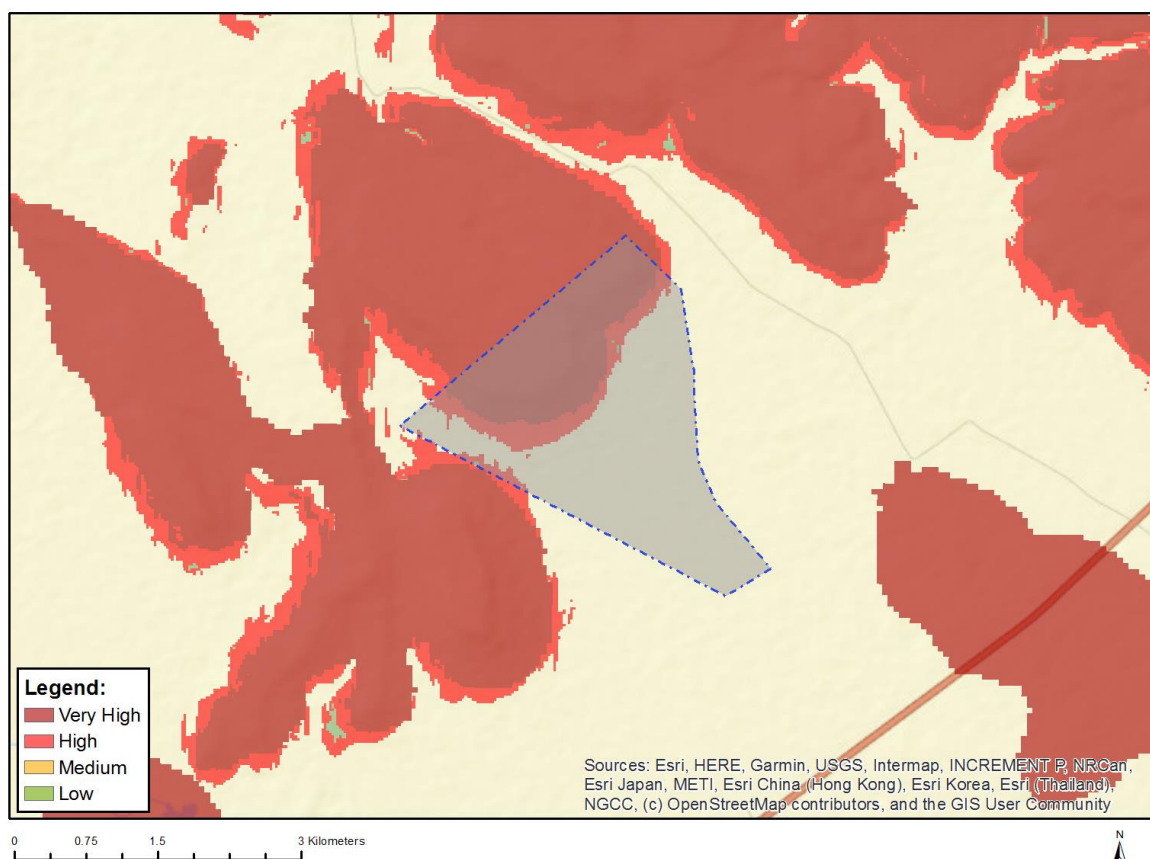 Legend:
Very High
High
Medium
Low
Sources: Esri, HERE, Garmin, USGS, Intermap, INCREMENT P, NRCan,
Esri Japan, METI, Esri China (Hong Kong), Esri Korea, Esri (Thailand),
NGCC, (c) OpenStreetMap contributors, and the GIS User Community
0 0.75 1.5 3 Kilometers
N